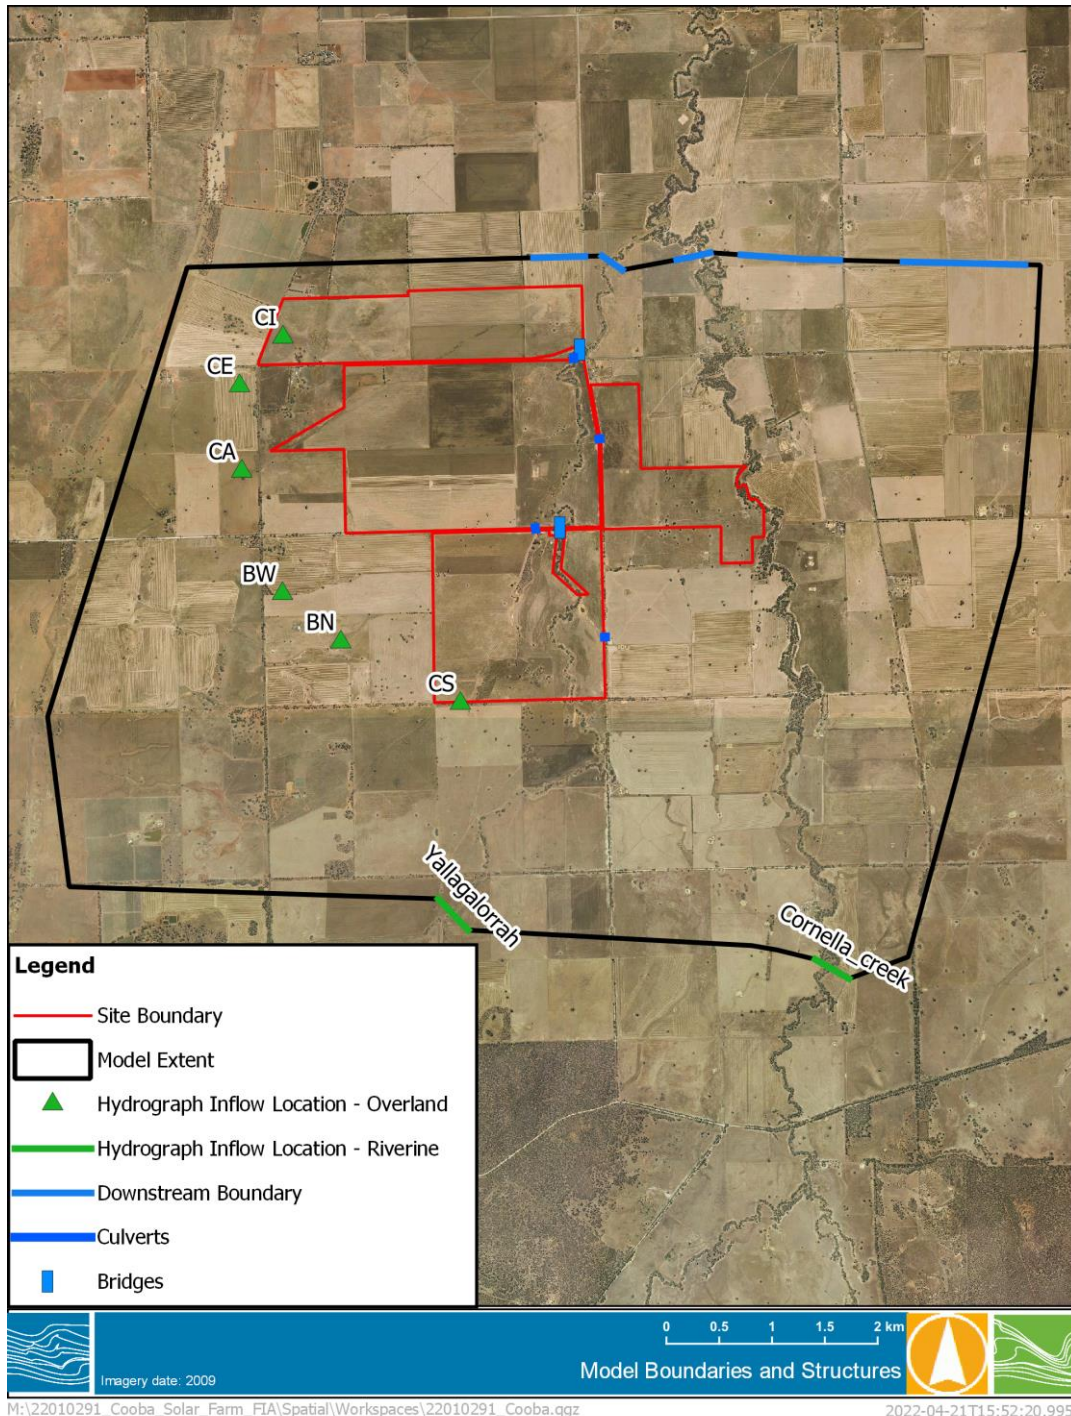 CI
CE
CA
BW
BN
CS
Yallagalorrah
Cornella_creek
Legend
Site Boundary
Model Extent
Hydrograph Inflow Location - Overland
Hydrograph Inflow Location - Riverine
Downstream Boundary
Culverts
Bridges
0 0.5 1 1.5 2 km
Imagery date: 2009
Model Boundaries and Structures
M:\22010291_Cooba_Solar_Farm_FIA\Spatial\Workspaces\22010291_Cooba.qgz
2022-04-21T15:52:20.995